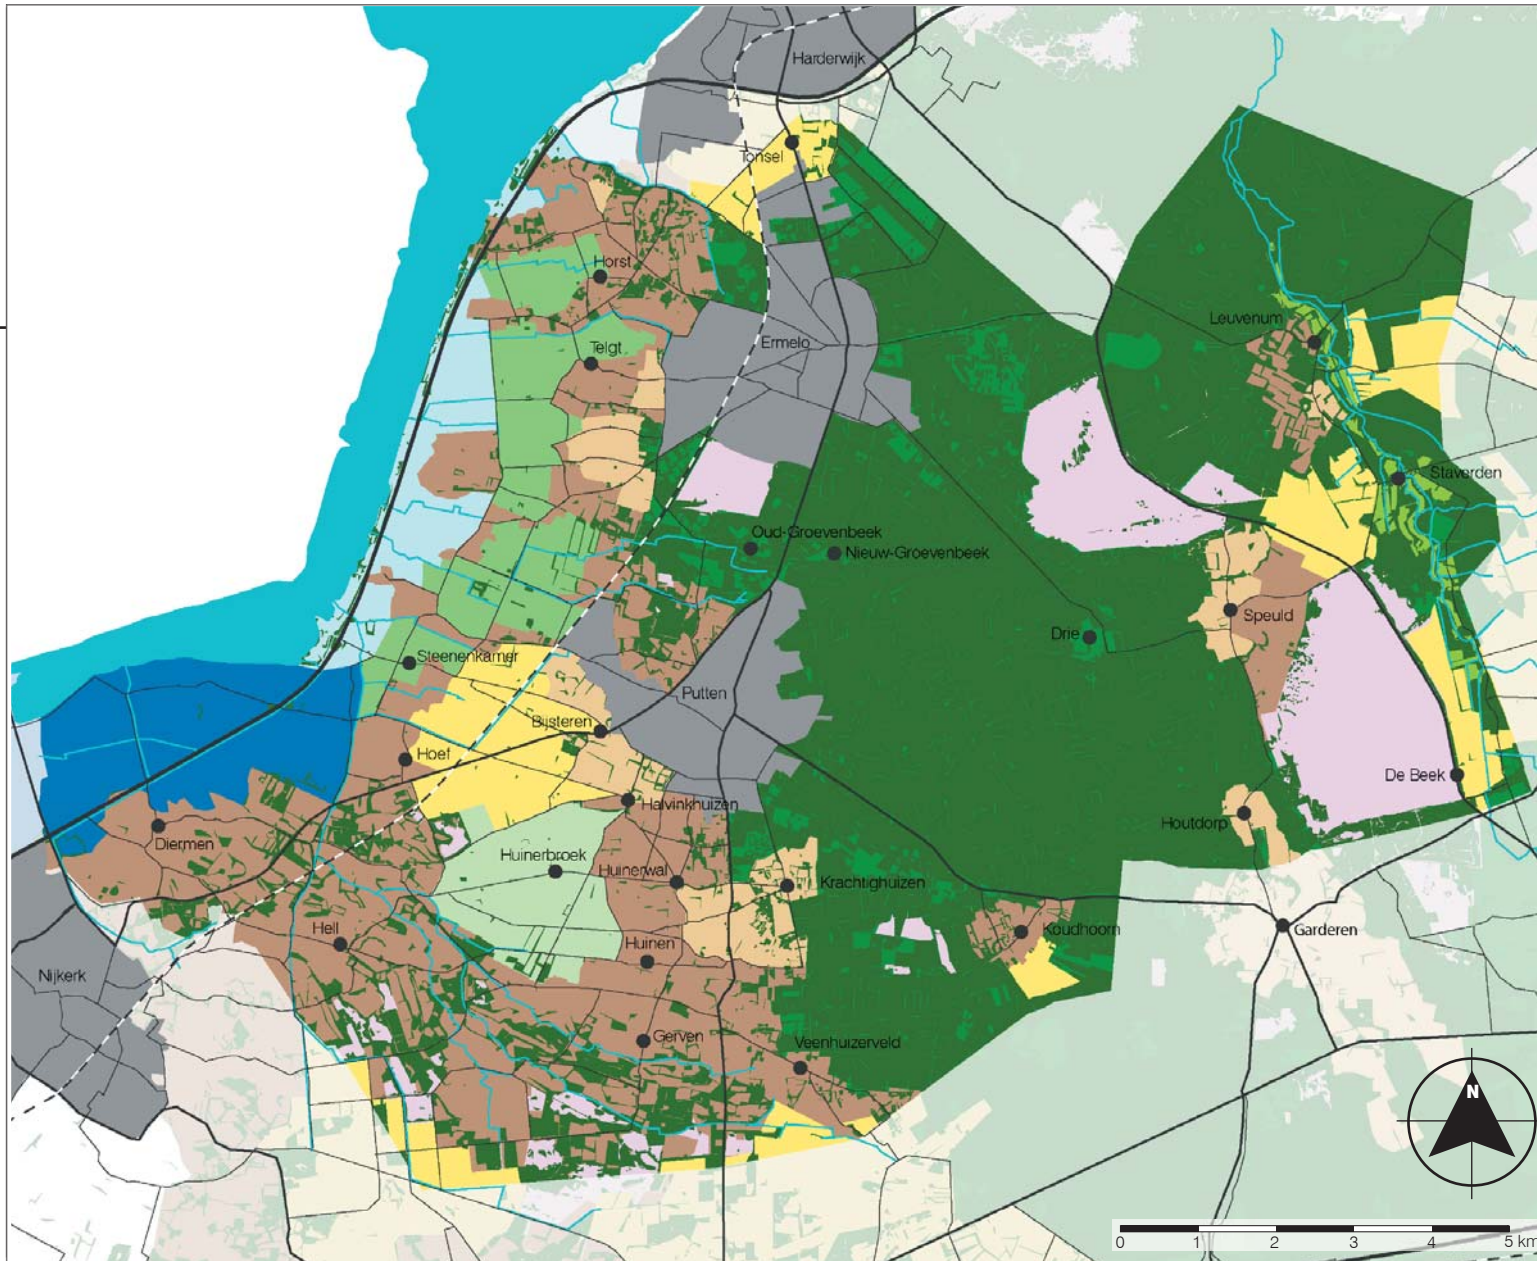 Harderwijk
Tonsel
Horst
Leuvenum
Telgt
Ermelo
Staverden
Oud-Groevenbeek
Nieuw-Groevenbeek
Speuld
Drie
Steenenkamer
Putten
Bijsteren
Hoef
De Beek
Halvinkhuizen
Houtdorp
Diermen
Huinerbroek
Huinerwal
Krachtighuizen
Hell
Koudhoorn
Garderen
Huinen
Nijkerk
Gerven
Veenhuizerveld
N
0 1 2 3 4 5 km